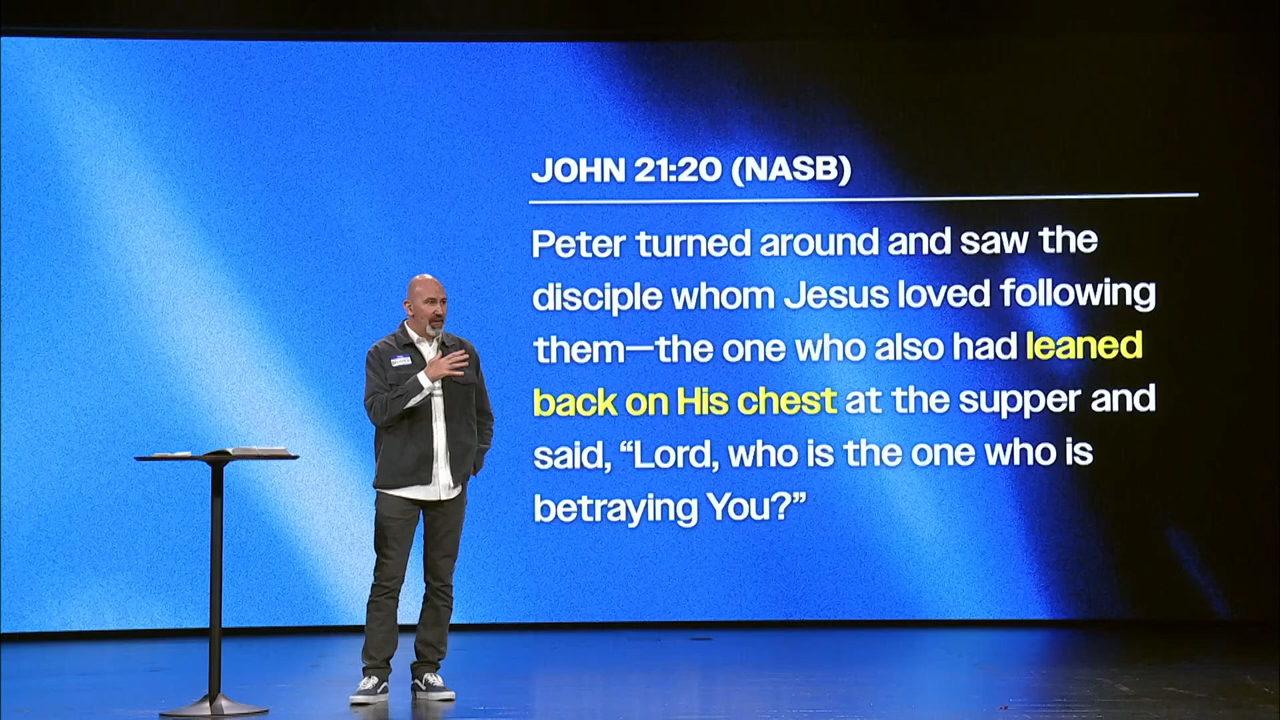 JOHN 21:20 (NASB)
Peter turned around and saw the
disciple whom Jesus loved following
them—the one who also had leaned
back on His chest at the supper and
said, “Lord, who is the one who is
betraying You?”